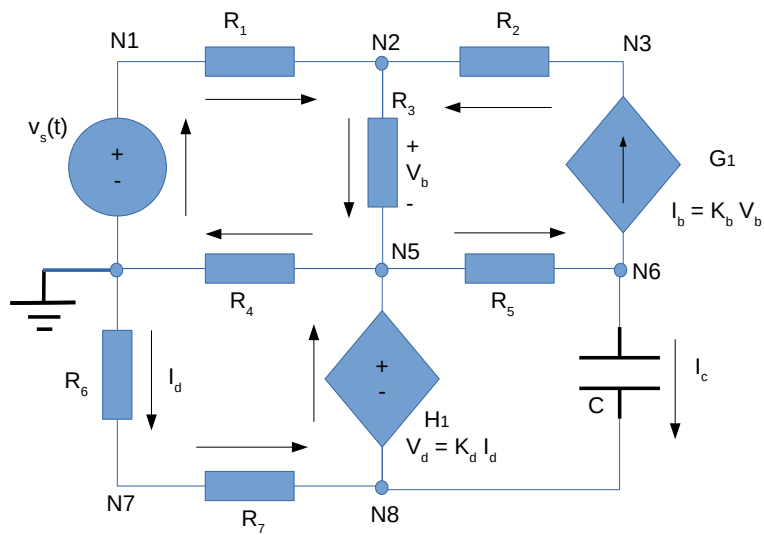 N1
R1
N2
R2
N3
R3
vs(t)
+
-
+
Vb
-
G1
Ib = Kb Vb
N5
N6
R4
R5
R6
Id
+
-
H1
Vd = Kd Id
C
Ic
N7
R7
N8